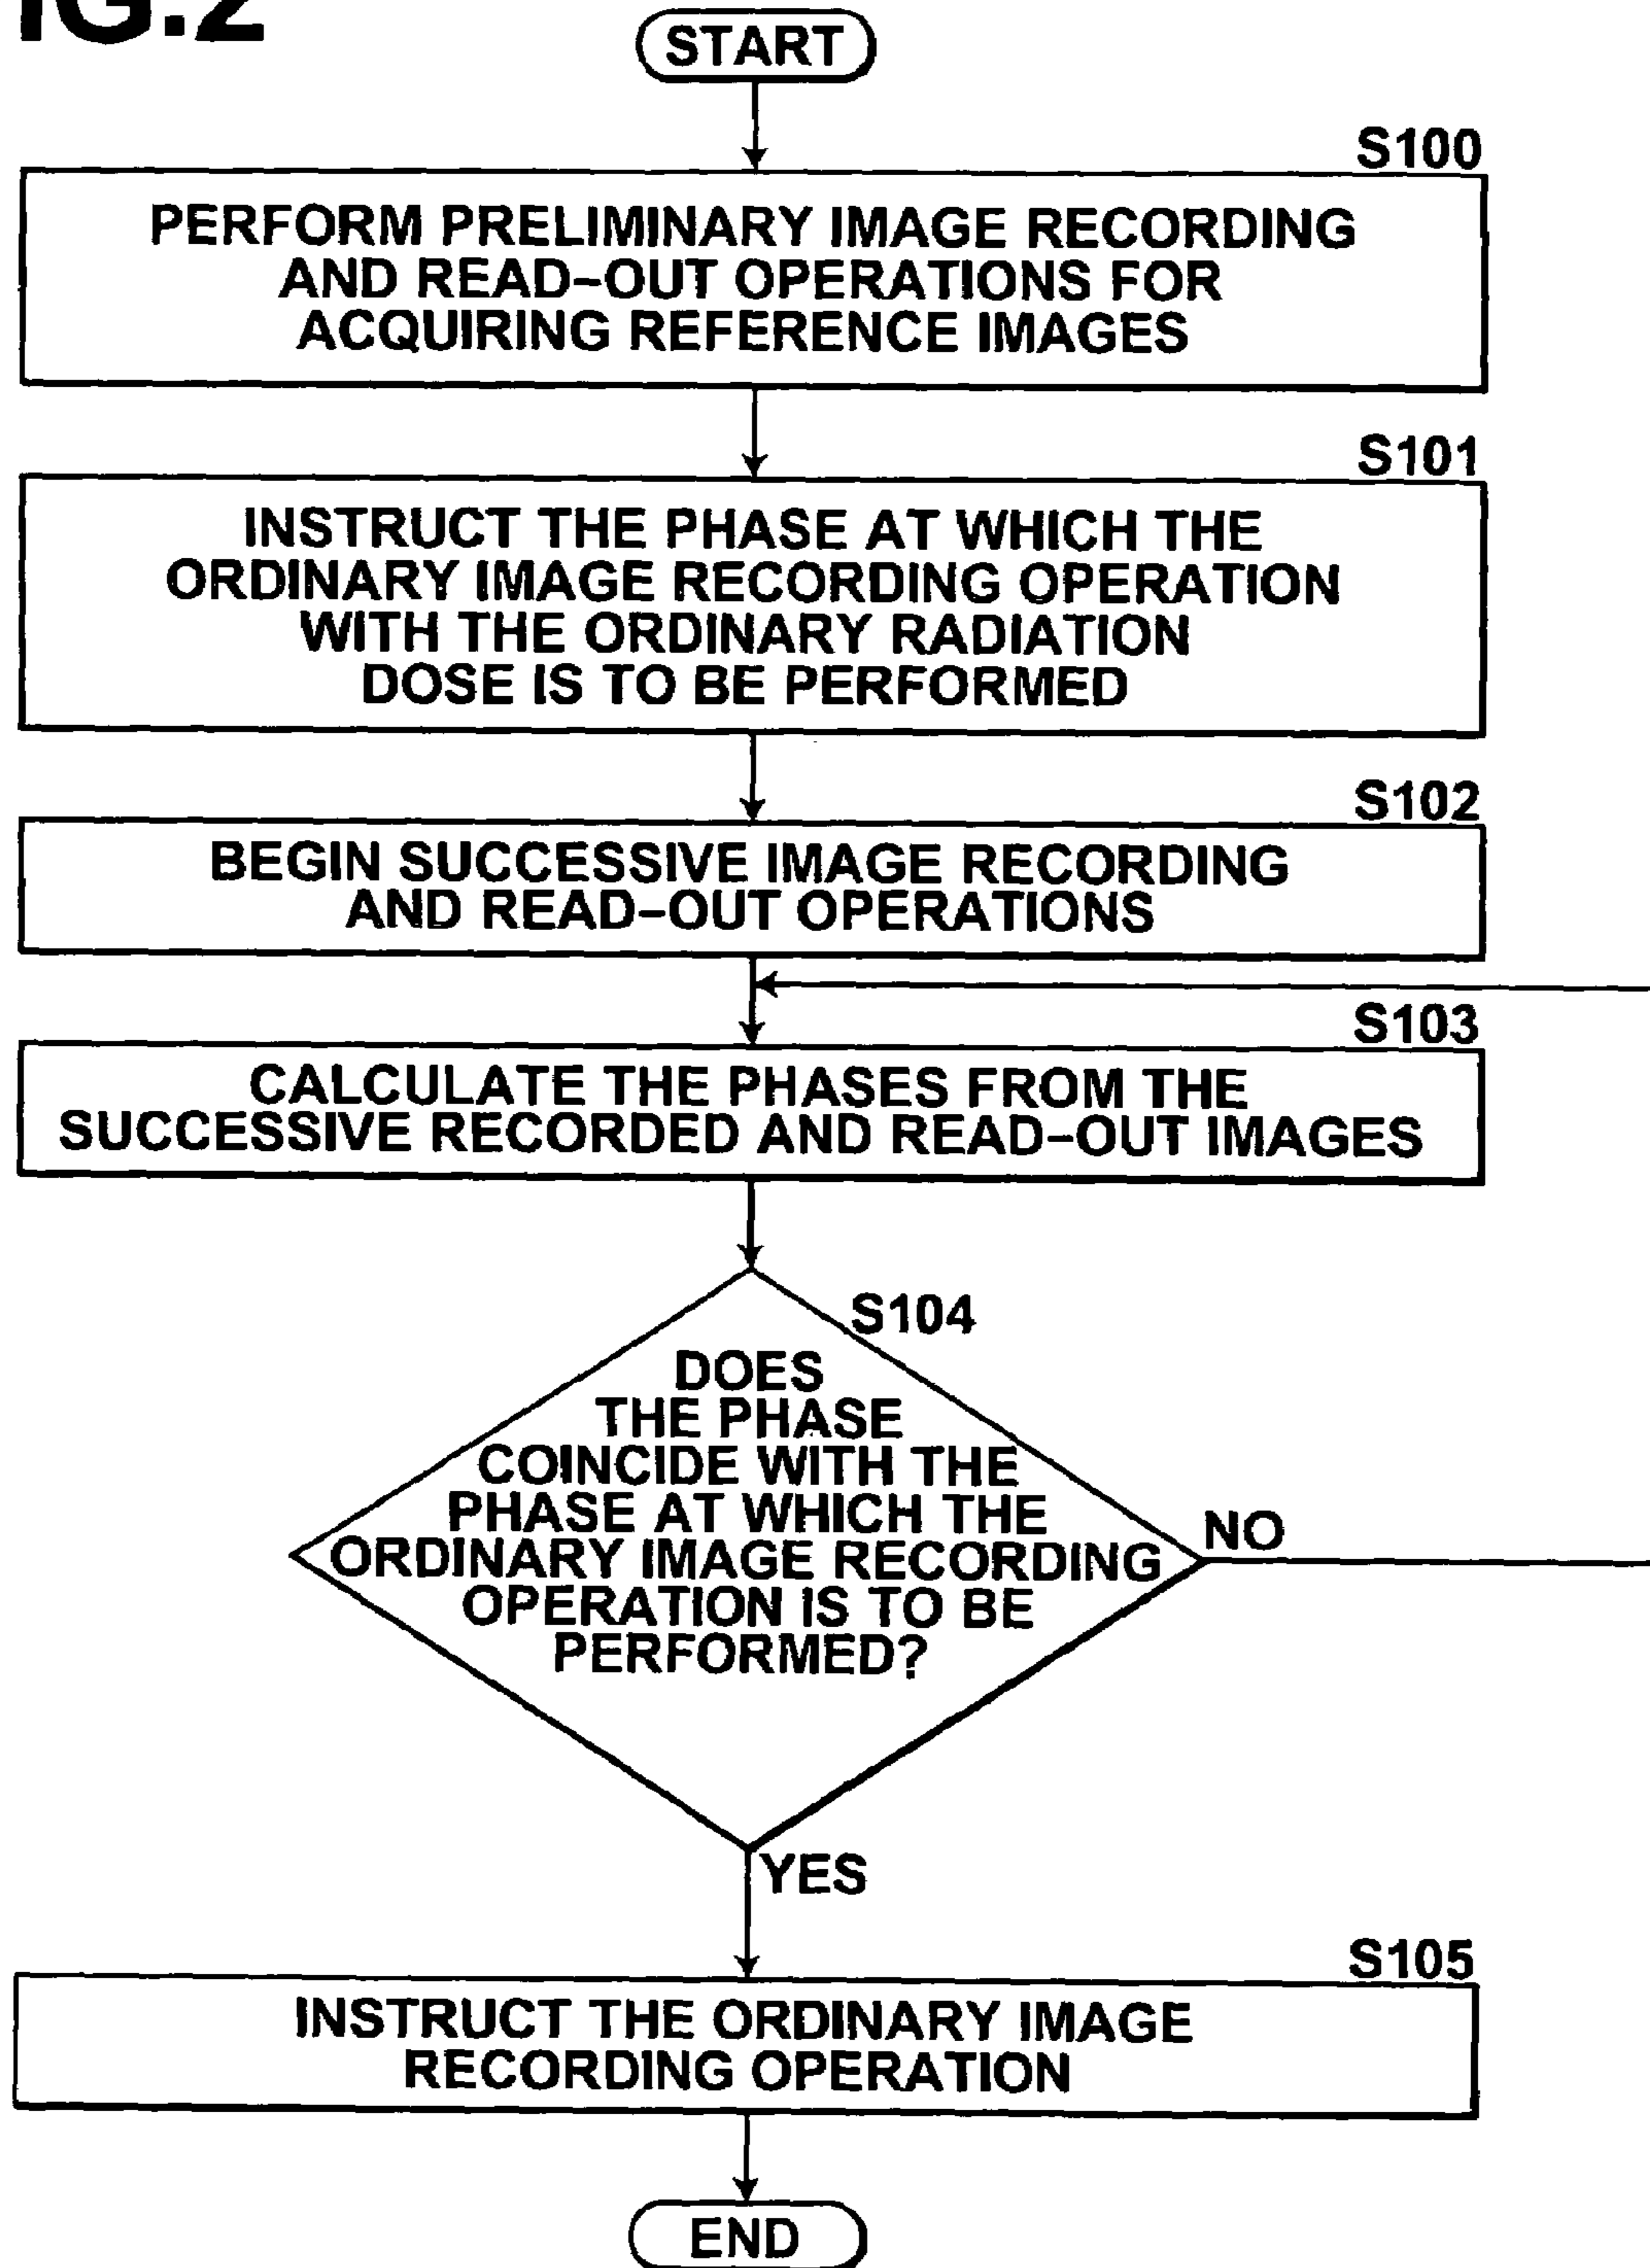 FIG.2
START
S100
PERFORM PRELIMINARY IMAGE RECORDING
AND READ-OUT OPERATIONS FOR
ACQUIRING REFERENCE IMAGES
S101
INSTRUCT THE PHASE AT WHICH THE
ORDINARY IMAGE RECORDING OPERATION
WITH THE ORDINARY RADIATION
DOSE IS TO BE PERFORMED
S102
BEGIN SUCCESSIVE IMAGE RECORDING
AND READ-OUT OPERATIONS
S103
CALCULATE THE PHASES FROM THE
SUCCESSIVE RECORDED AND READ-OUT IMAGES
S104
DOES
THE PHASE
COINCIDE WITH THE
PHASE AT WHICH THE
ORDINARY IMAGE RECORDING
OPERATION IS TO BE
PERFORMED?
NO
YES
S105
INSTRUCT THE ORDINARY IMAGE
RECORDING OPERATION
END